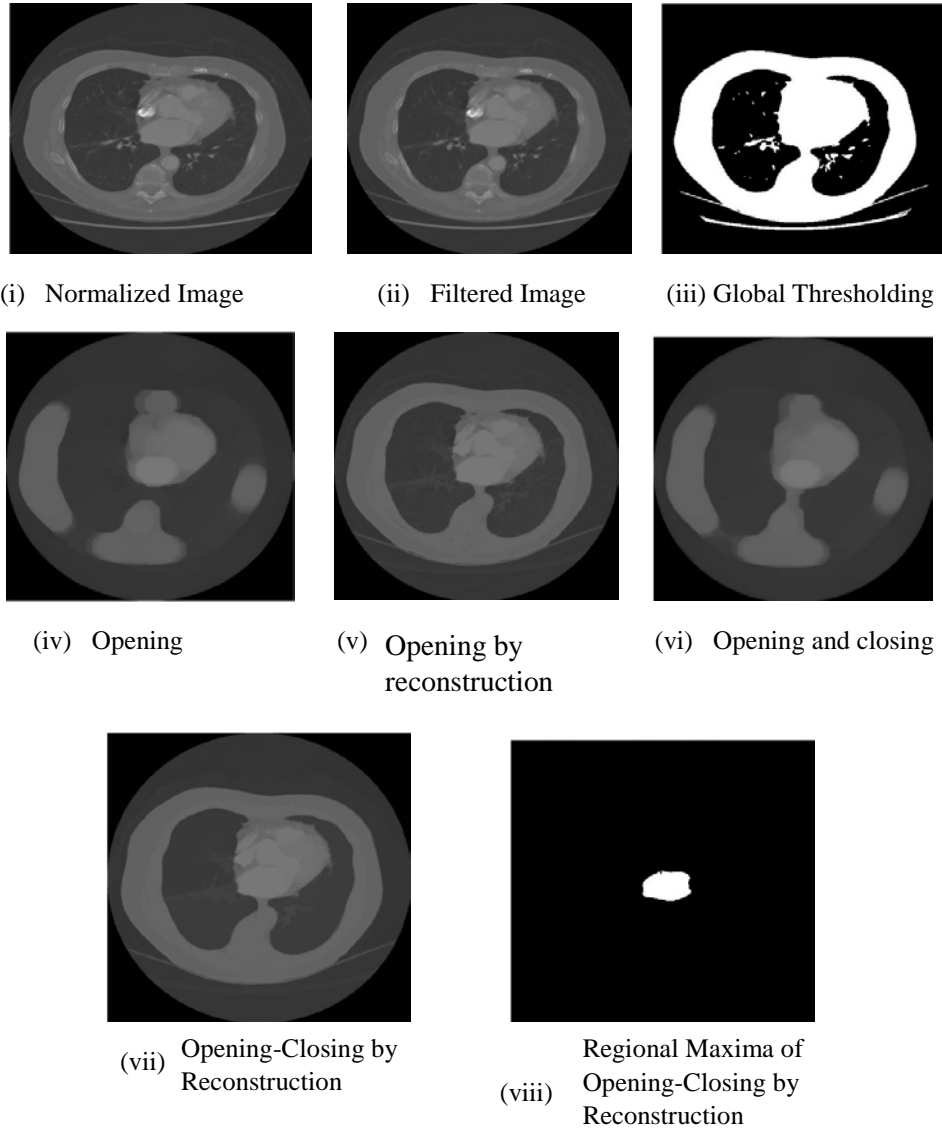 (i) Normalized Image
(ii) Filtered Image
(iii) Global Thresholding
(iv) Opening
(v) Opening by
reconstruction
(vi) Opening and closing
(vii) Opening-Closing by
Reconstruction
(viii) Regional Maxima of
Opening-Closing by
Reconstruction